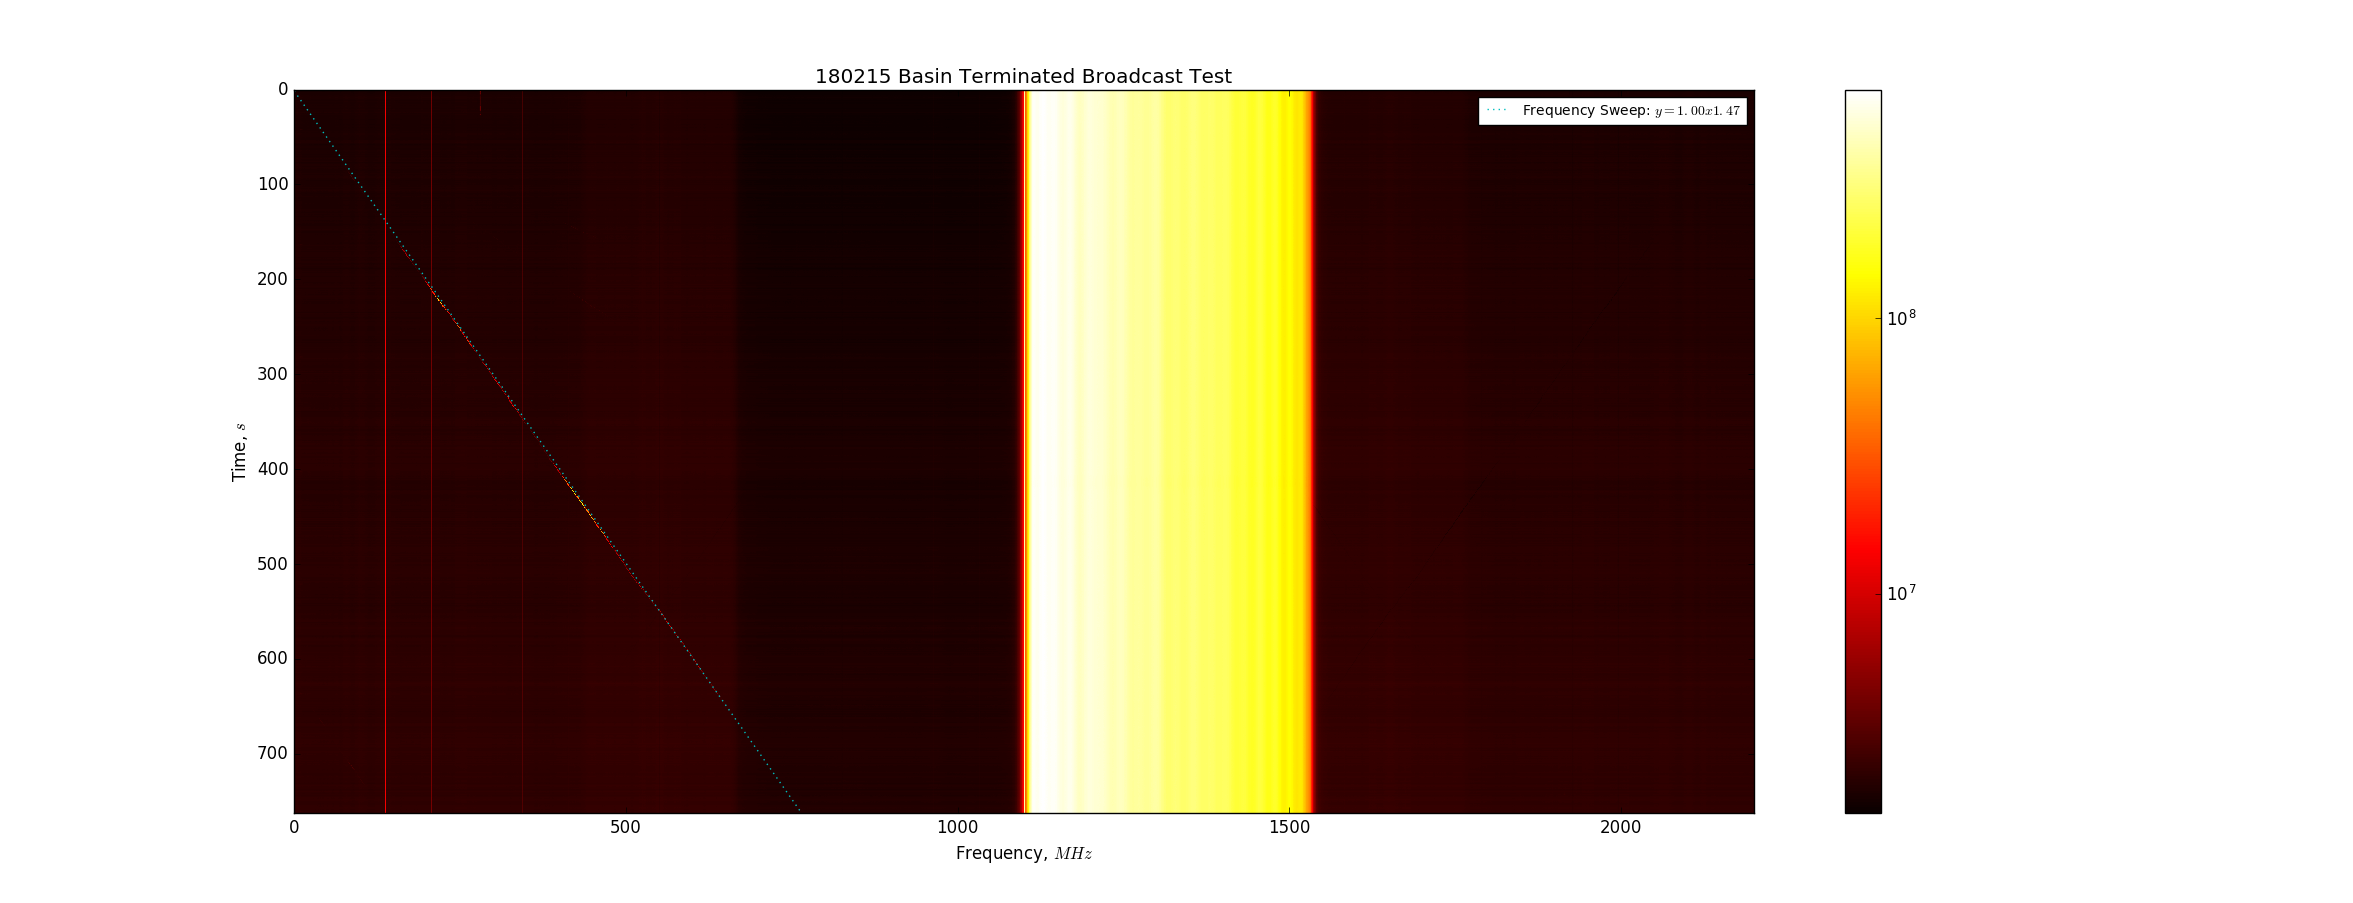 180215 Basin Terminated Broadcast Test
Frequency Sweep: y = 1.00x1.47
0
100
200
300
400
500
600
700
Time, s
0 500 1000 1500 2000
Frequency, MHz
10^8
10^7